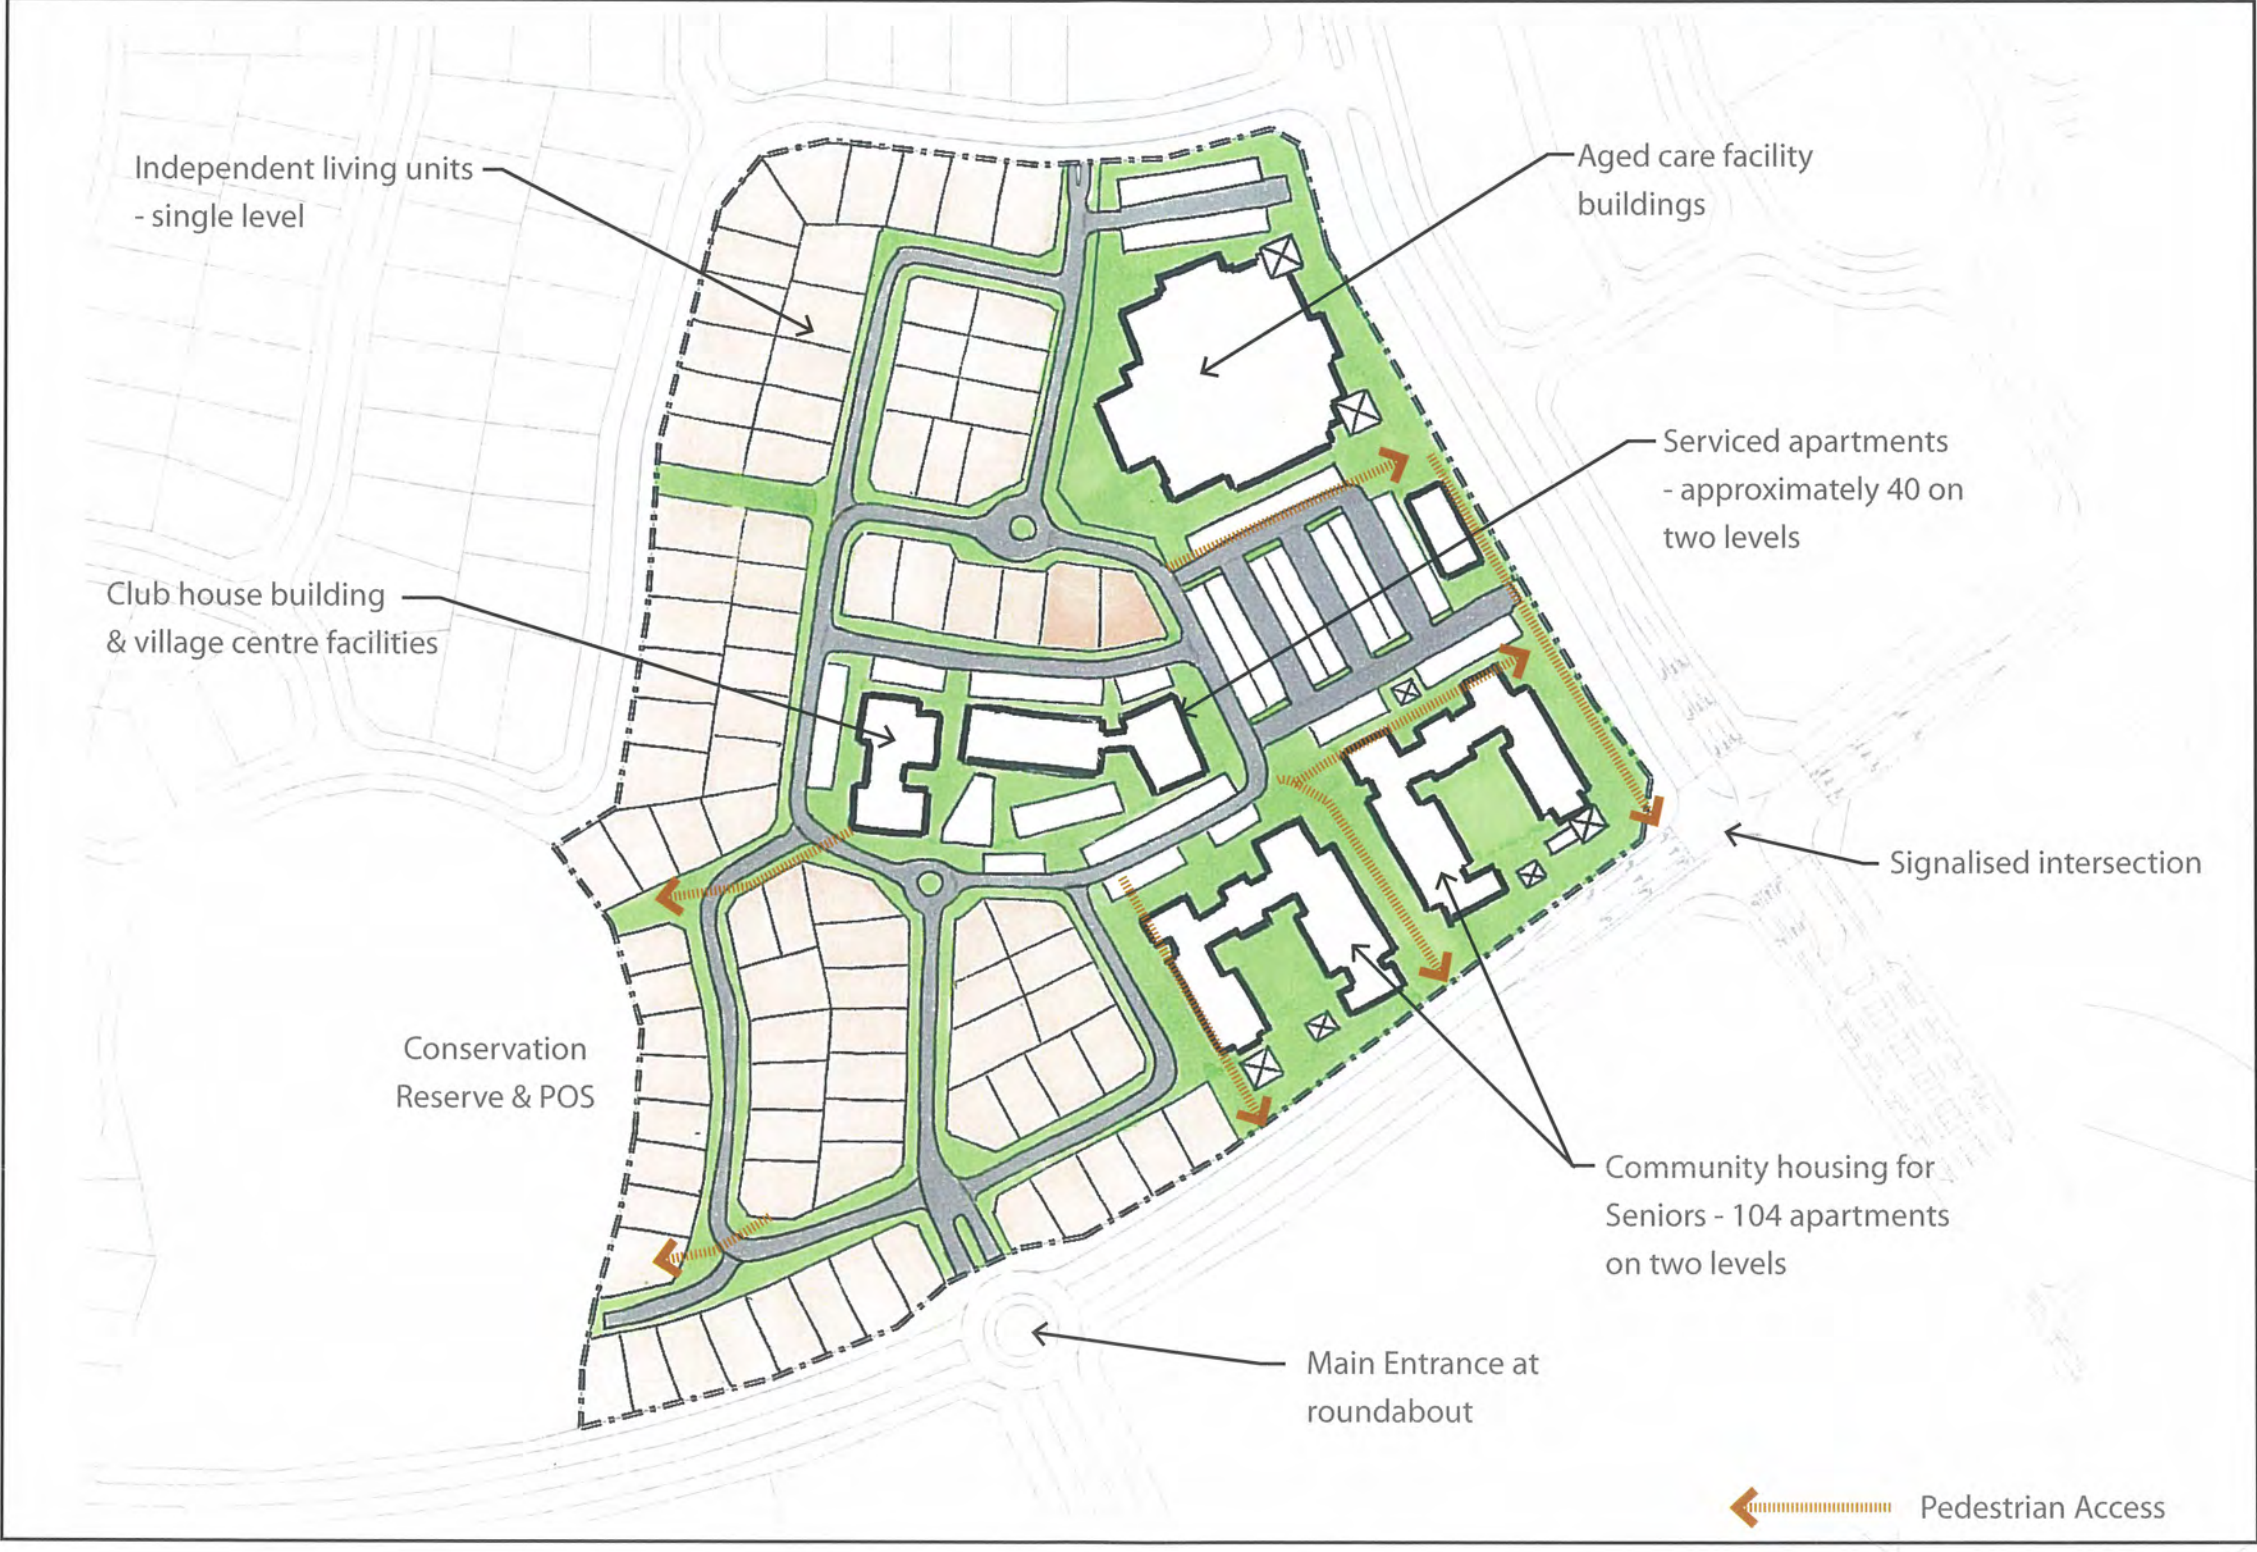 Independent living units
- single level
Aged care facility
buildings
Serviced apartments
- approximately 40 on
two levels
Club house building
& village centre facilities
Signalised intersection
Conservation
Reserve & POS
Community housing for
Seniors - 104 apartments
on two levels
Main Entrance at
roundabout
Pedestrian Access